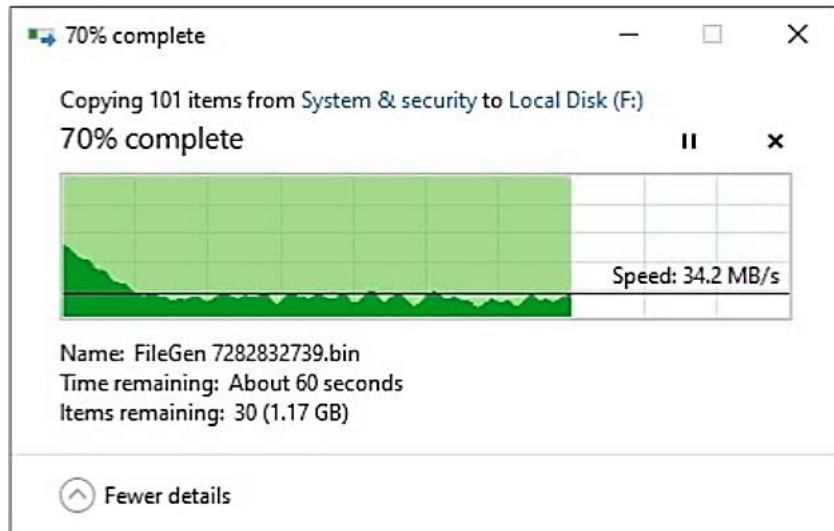 70% complete
Copying 101 items from System & security to Local Disk (F:)
70% complete
Speed: 34.2 MB/s
Name: FileGen 7282832739.bin
Time remaining: About 60 seconds
Items remaining: 30 (1.17 GB)
Fewer details